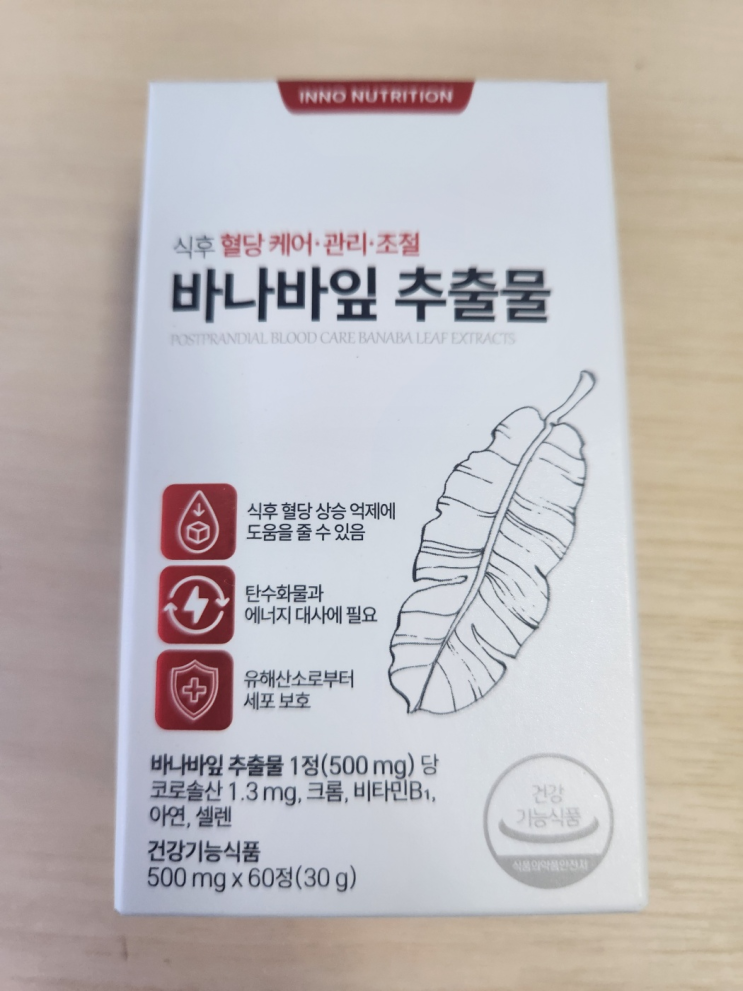 INNO NUTRITION
식후 혈당 케어·관리·조절
바나바잎 추출물
POSTPRANDIAL BLOOD CARE BANABA LEAF EXTRACTS
식후 혈당 상승 억제에
도움을 줄 수 있음
탄수화물과
에너지 대사에 필요
유해산소로부터
세포 보호
바나바잎 추출물 1정(500 mg) 당
코로솔산 1.3 mg, 크롬, 비타민B₁,
아연, 셀렌
건강기능식품
500 mg x 60정(30 g)
건강
기능식품
식품의약품안전처